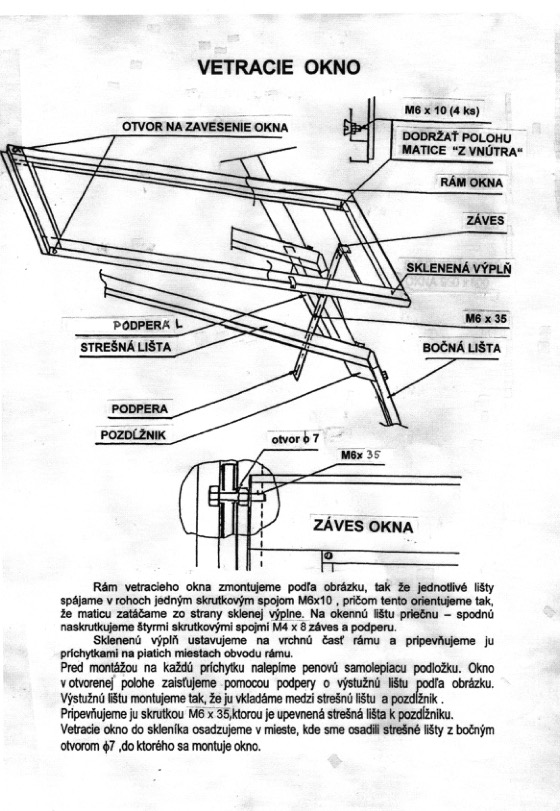 VETRACIE OKNO
M6 x 10 (4 ks)
OTVOR NA ZAVESENIE OKNA
DODRŽAŤ POLOHU
MATICE "Z VNÚTRA"
RÁM OKNA
ZÁVES
SKLENENÁ VÝPLŇ
PODPERA L
M6 x 35
STREŠNÁ LIŠTA
BOČNÁ LIŠTA
PODPERA
POZDĹŽNIK
otvor ϕ 7
M6x 35
ZÁVES OKNA
Rám vetracieho okna zmontujeme podľa obrázku, tak že jednotlivé lišty
spájame v rohoch jedným skrutkovým spojom M6x10 , pričom tento orientujeme tak,
že maticu zatáčame zo strany sklenej výplne. Na okennú lištu priečnu – spodnú
naskrutkujeme štyrmi skrutkovými spojmi M4 x 8 záves a podperu.
Sklenenú výplň ustavujeme na vrchnú časť rámu a pripevňujeme ju
príchytkami na piatich miestach obvodu rámu.
Pred montážou na každú príchytku nalepíme penovú samolepiacu podložku. Okno
v otvorenej polohe zaisťujeme pomocou podpery o výstužnú lištu podľa obrázku.
Výstužnú lištu montujeme tak, že ju vkladáme medzi strešnú lištu a pozdĺžnik .
Pripevňujeme ju skrutkou M6 x 35,ktorou je upevnená strešná lišta k pozdĺžniku.
Vetracie okno do skleníka osadzujeme v mieste, kde sme osadili strešné lišty z bočným
otvorom ϕ7 ,do ktorého sa montuje okno.